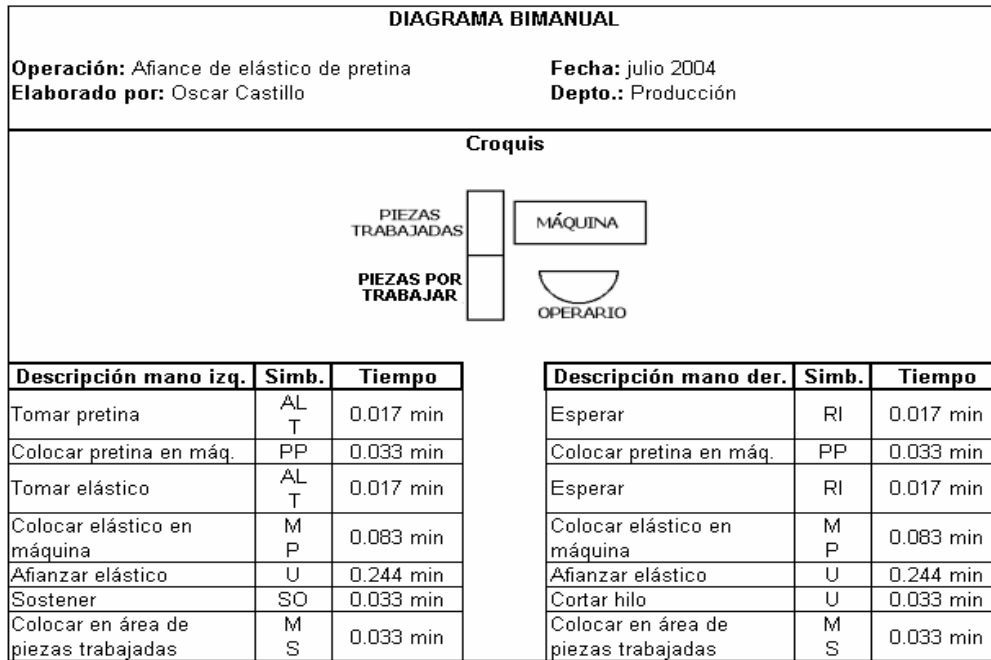 DIAGRAMA BIMANUAL
Operación: Afiance de elástico de pretina Fecha: julio 2004
Elaborado por: Oscar Castillo Depto.: Producción
Croquis
PIEZAS
TRABAJADAS
MÁQUINA
PIEZAS POR
TRABAJAR
OPERARIO
Descripción mano izq. Simb. Tiempo
Tomar pretina AL T 0.017 min
Colocar pretina en máq. PP 0.033 min
Tomar elástico AL T 0.017 min
Colocar elástico en
máquina M P 0.083 min
Afianzar elástico U 0.244 min
Sostener SO 0.033 min
Colocar en área de
piezas trabajadas M S 0.033 min
Descripción mano der. Simb. Tiempo
Esperar RI 0.017 min
Colocar pretina en máq. PP 0.033 min
Esperar RI 0.017 min
Colocar elástico en
máquina M P 0.083 min
Afianzar elástico U 0.244 min
Cortar hilo U 0.033 min
Colocar en área de
piezas trabajadas M S 0.033 min